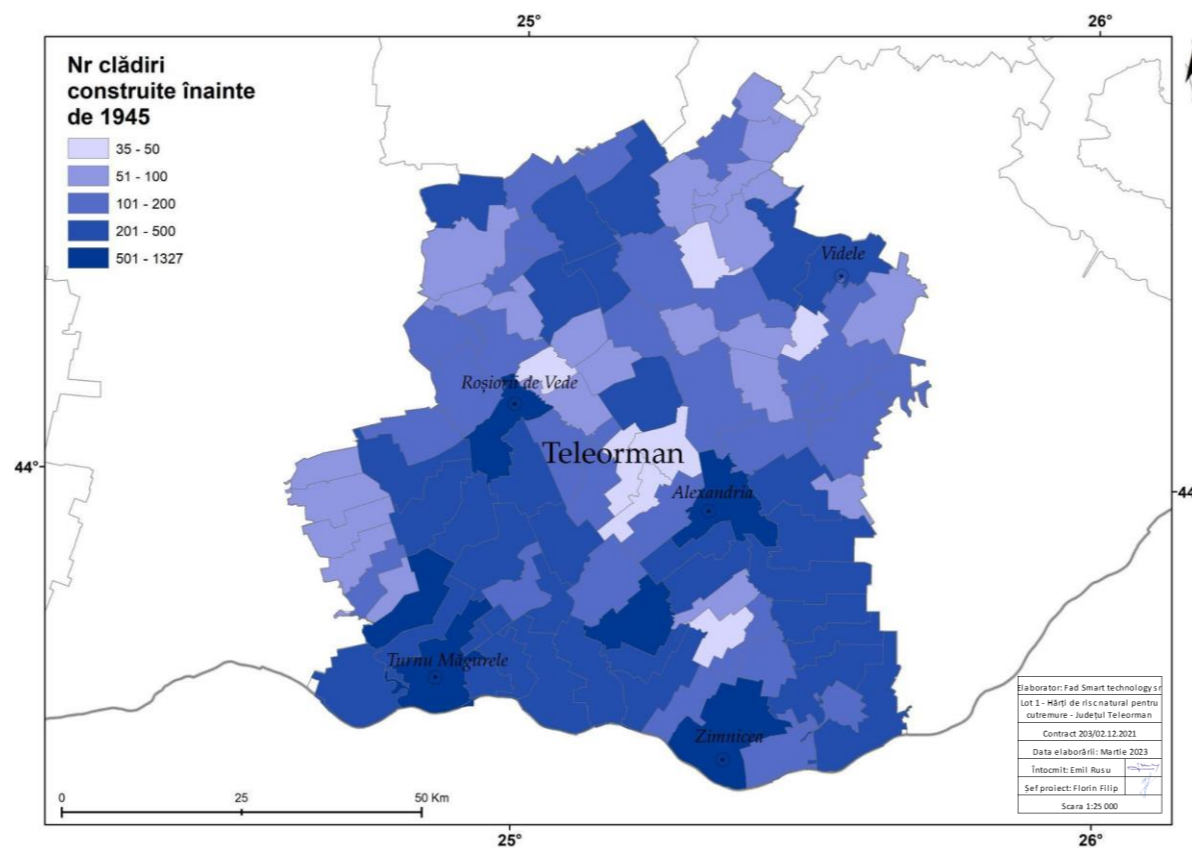 25°
26°
Nr clădiri
construite înainte
de 1945
35 - 50
51 - 100
101 - 200
201 - 500
501 - 1327
Videle
Roșiorii de Vede
44°
Teleorman
Alexandria
44
Turnu Măgurele
Zimnicea
Elaborator: Fad Smart technology sr
Lot 1 - Hărți de risc natural pentru
cutremure - Județul Teleorman
Contract 203/02.12.2021
Data elaborării: Martie 2023
Întocmit: Emil Rusu
Șef proiect: Florin Filip
Scara 1:25 000
0 25 50 Km
25°
26°